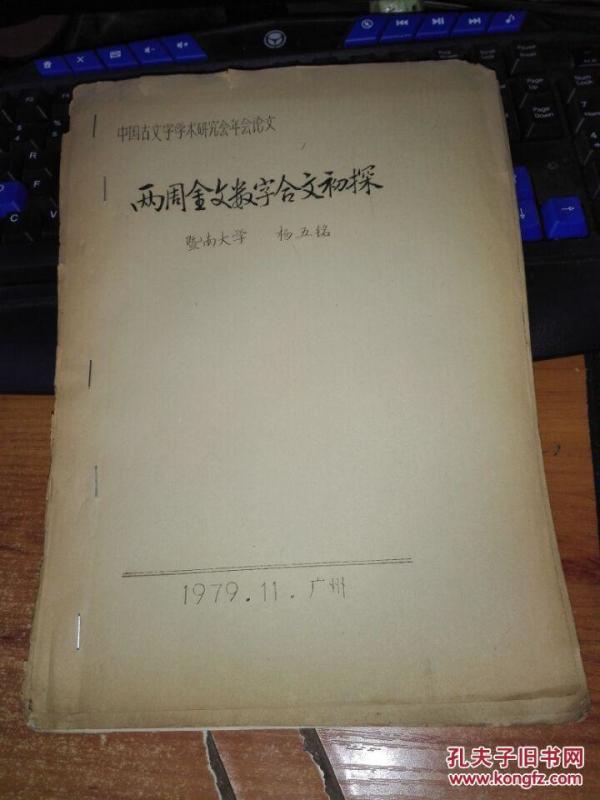 中国古文字学术研究会年会论文
两周金文数字合文初探
暨南大学 杨五铭
1979.11.广州
孔夫子旧书网
www.kongfz.com